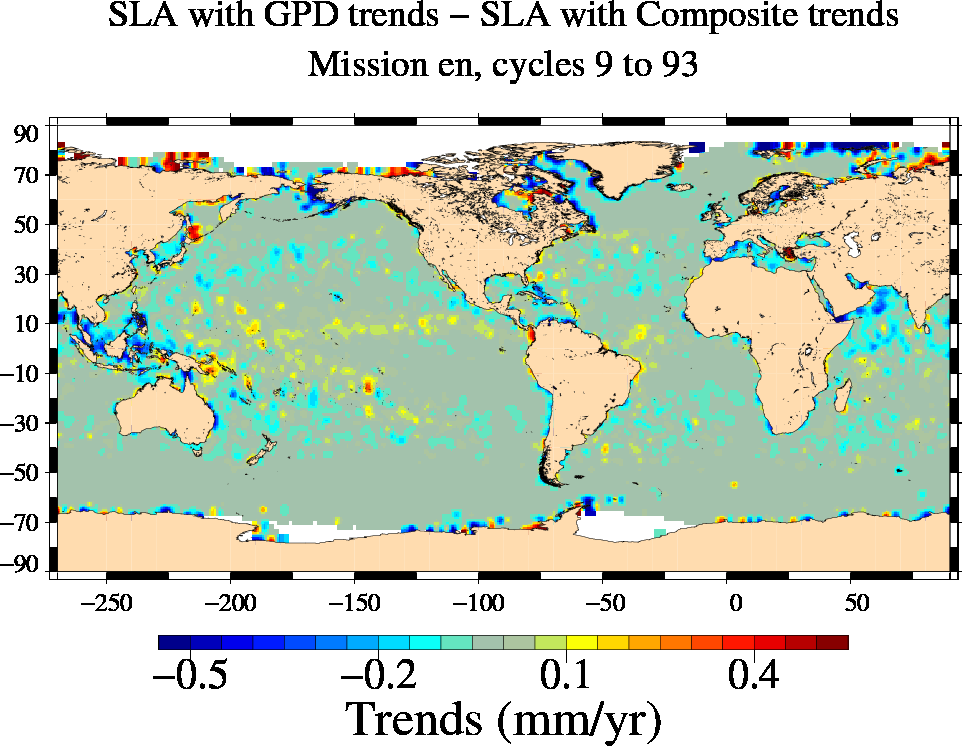 SLA with GPD trends − SLA with Composite trends
Mission en, cycles 9 to 93
90
70
50
30
10
−10
−30
−50
−70
−90
−250 −200 −150 −100 −50 0 50
−0.5 −0.2 0.1 0.4
Trends (mm/yr)